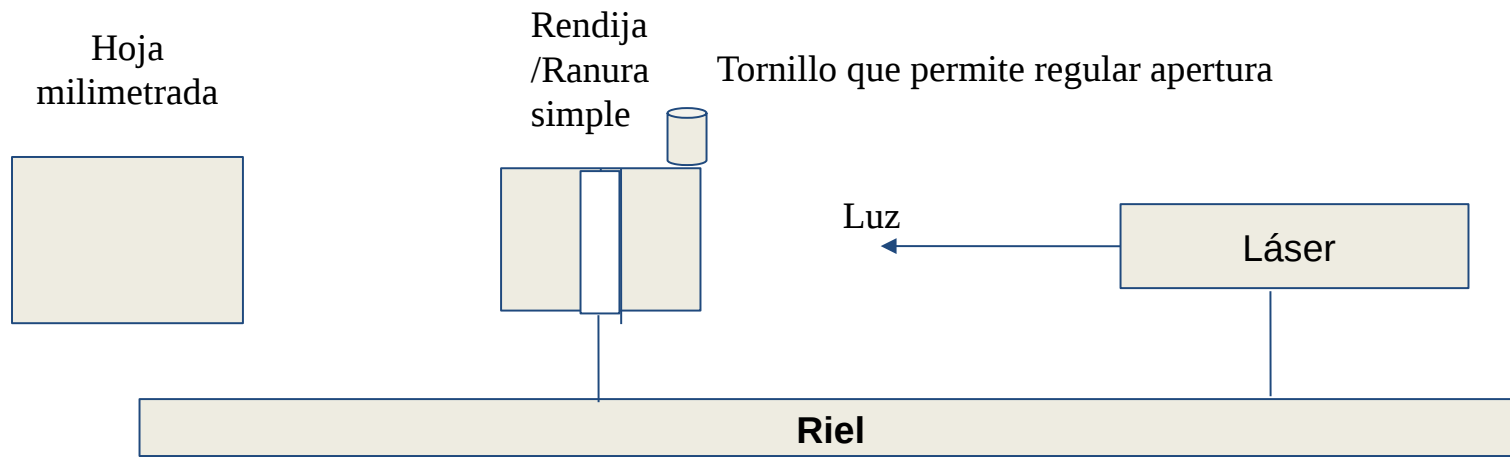 Hoja
milimetrada
Rendija
/Ranura
simple
Tornillo que permite regular apertura
Luz
Láser
Riel